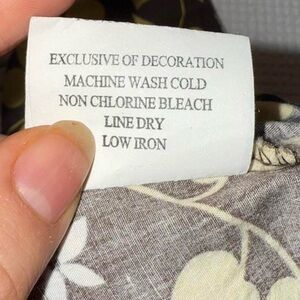 EXCLUSIVE OF DECORATION
MACHINE WASH COLD
NON CHLORINE BLEACH
LINE DRY
LOW IRON